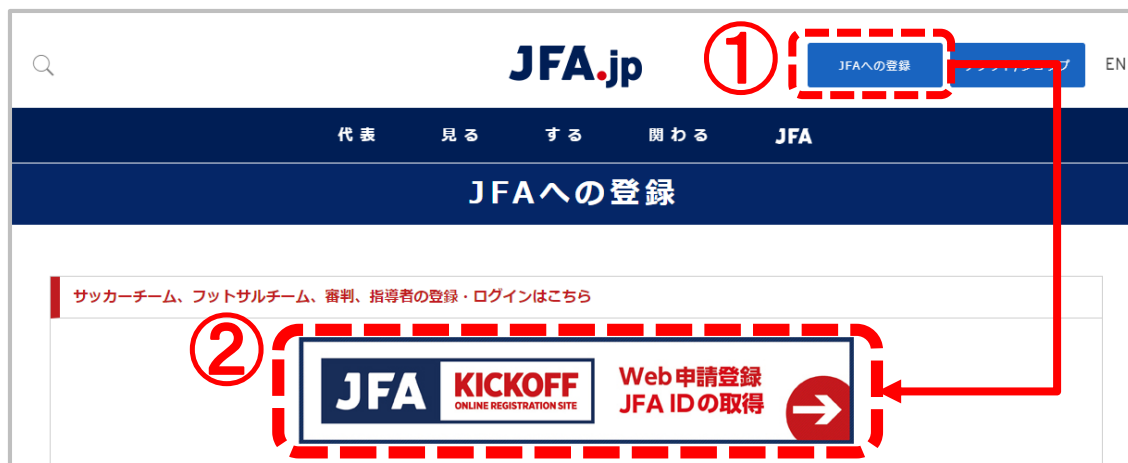 JFA.jp
①
JFAへの登録
EN
代表 見る する 関わる JFA
JFAへの登録
サッカーチーム、フットサルチーム、審判、指導者の登録・ログインはこちら
②
JFA KICKOFF
ONLINE REGISTRATION SITE
Web申請登録
JFA IDの取得